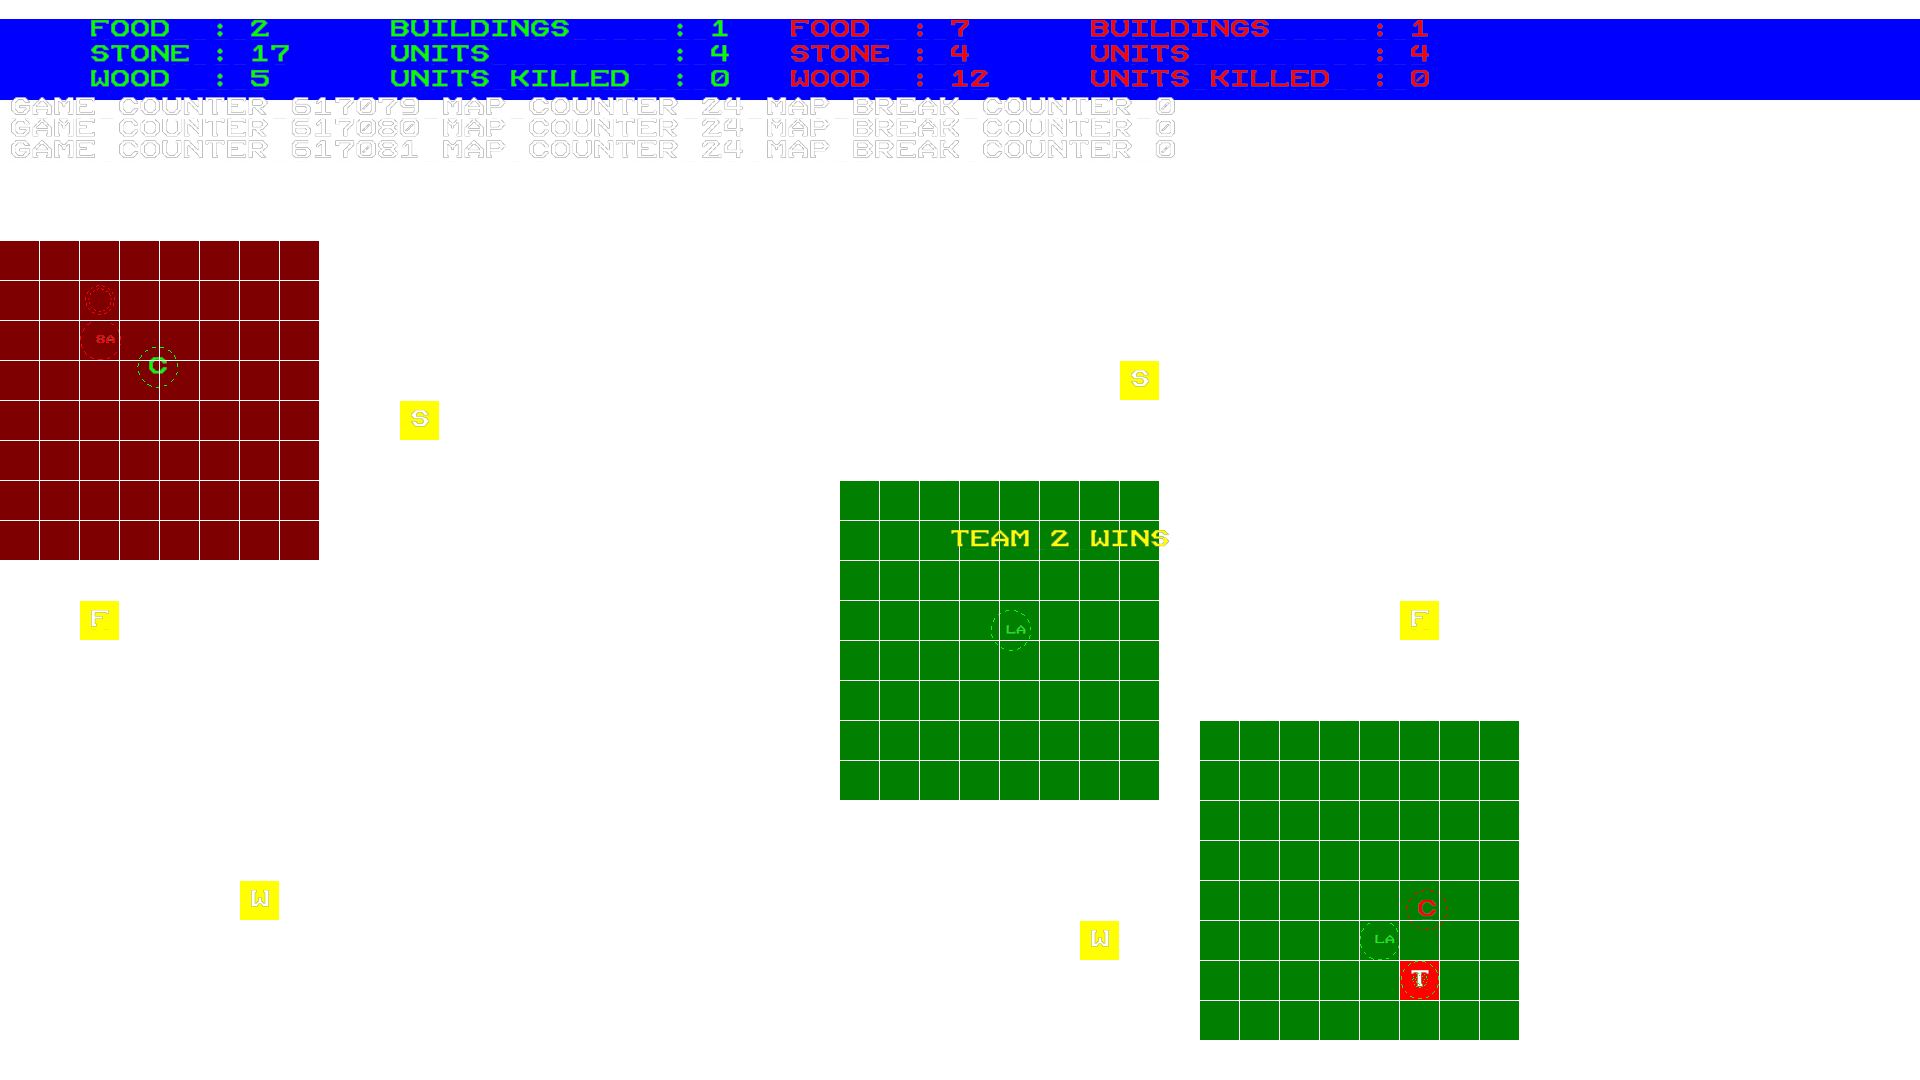 FOOD : 2 BUILDINGS : 1 FOOD : 7 BUILDINGS : 1
STONE : 17 UNITS : 4 STONE : 4 UNITS : 4
WOOD : 5 UNITS KILLED : 0 WOOD : 12 UNITS KILLED : 0
GAME COUNTER 617079 MAP COUNTER 24 MAP BREAK COUNTER 0
GAME COUNTER 617080 MAP COUNTER 24 MAP BREAK COUNTER 0
GAME COUNTER 617081 MAP COUNTER 24 MAP BREAK COUNTER 0
C
S
S
TEAM 2 WINS
F
F
LA
W
C
W
LA
T